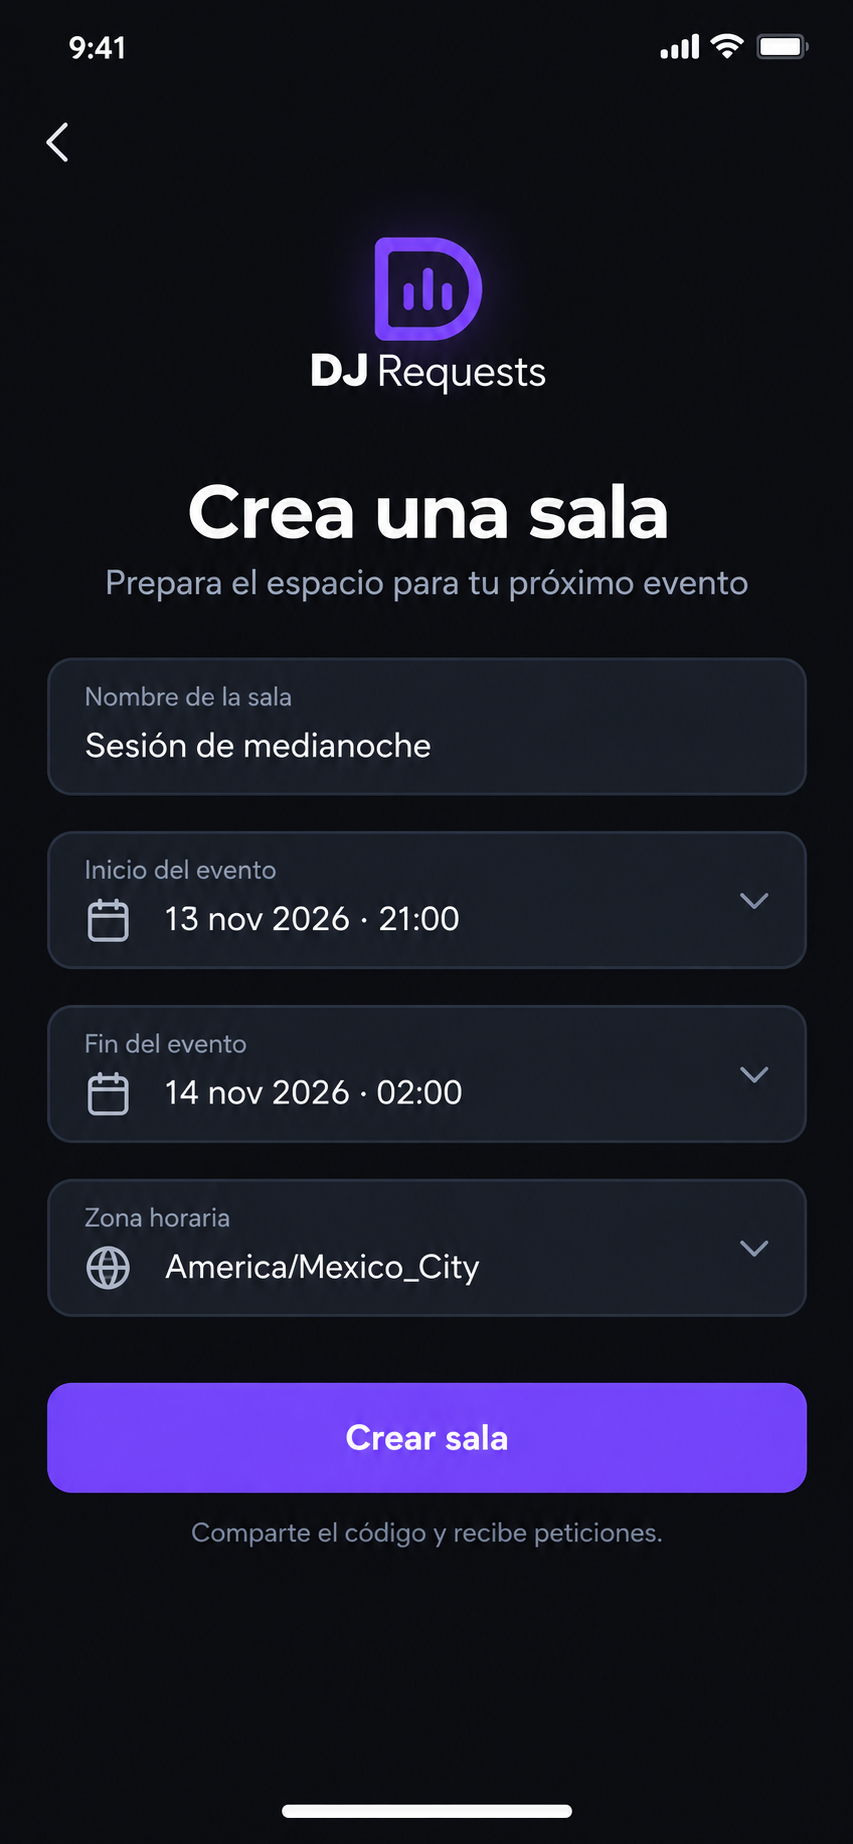 9:41
DJ Requests
Crea una sala
Prepara el espacio para tu próximo evento
Nombre de la sala
Sesión de medianoche
Inicio del evento
13 nov 2026 · 21:00
Fin del evento
14 nov 2026 · 02:00
Zona horaria
America/Mexico_City
Crear sala
Comparte el código y recibe peticiones.